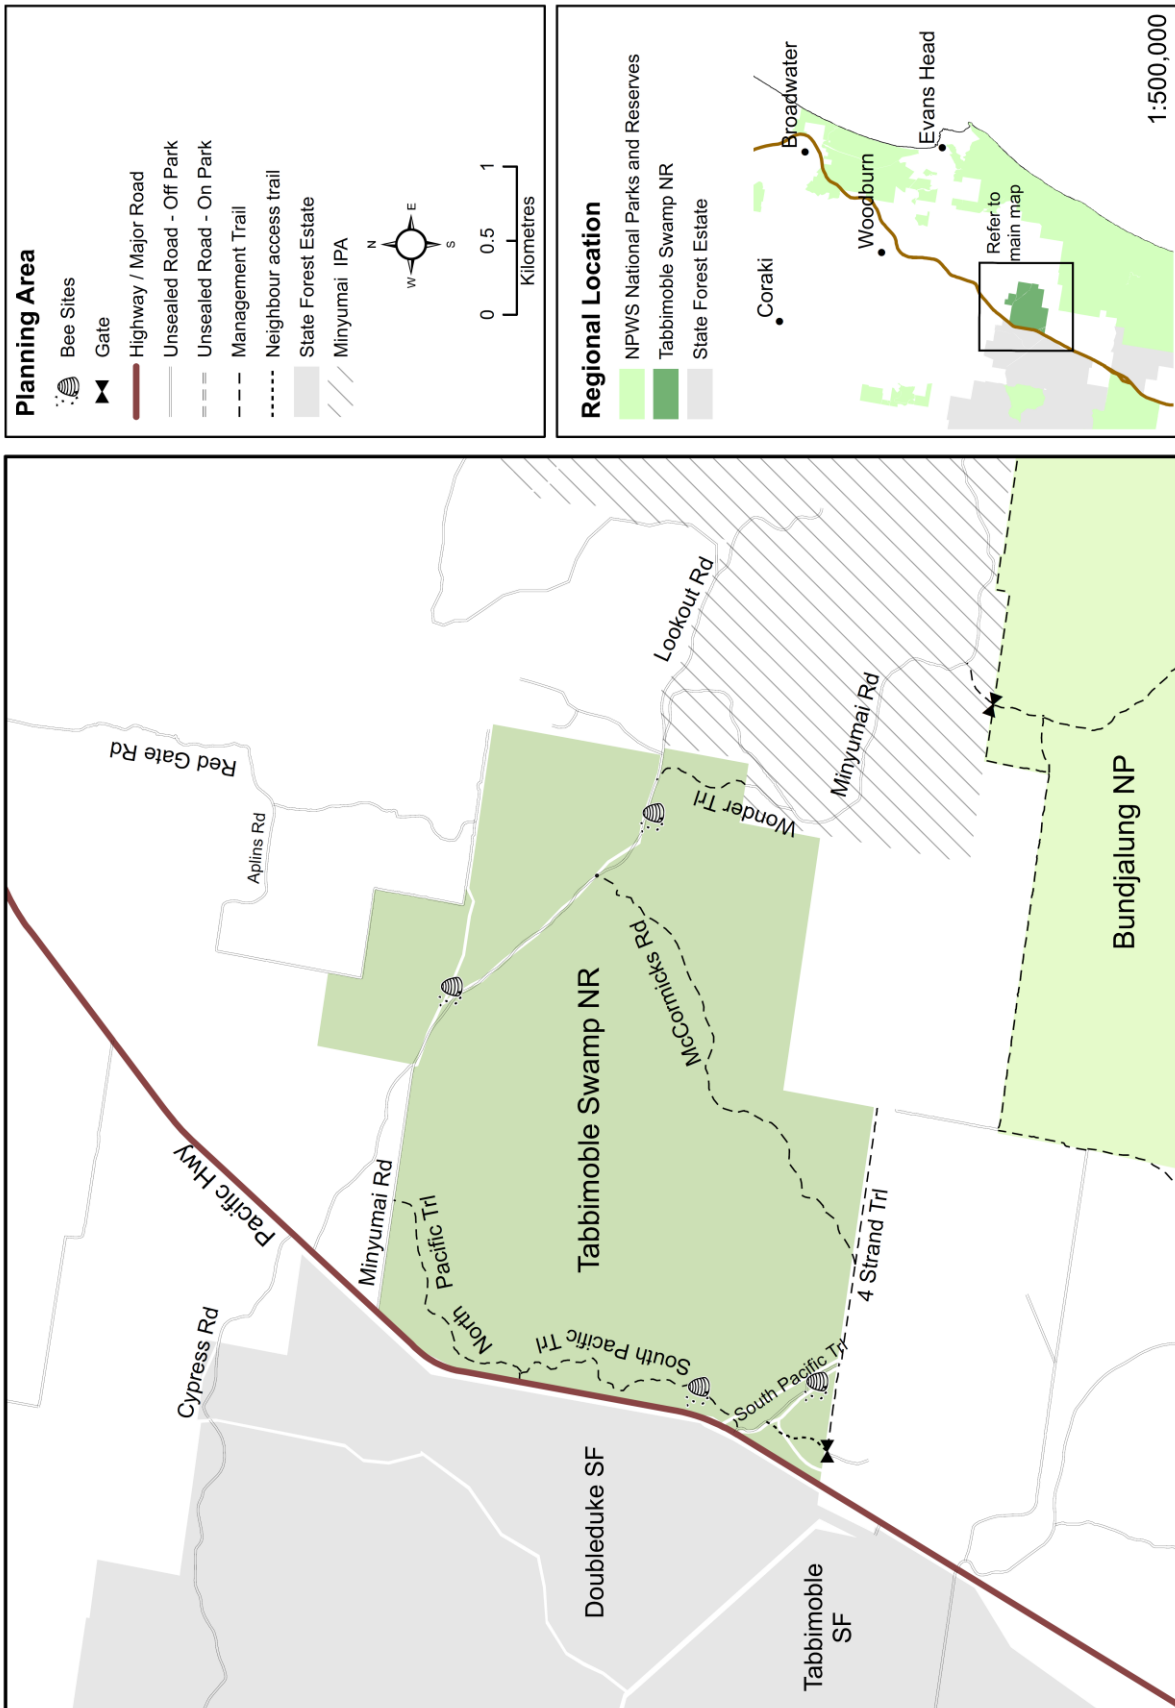 Planning Area
Bee Sites
Gate
Highway / Major Road
Unsealed Road - Off Park
Unsealed Road - On Park
Management Trail
Neighbour access trail
State Forest Estate
Minyumai IPA
N
W
E
S
0
0.5
1
Kilometres
Regional Location
NPWS National Parks and Reserves
Tabbimoble Swamp NR
State Forest Estate
Coraki
Broadwater
Woodburn
Evans Head
Refer to
main map
1:500,000
Pacific Hwy
Red Gate Rd
Aplins Rd
Cypress Rd
Minyumai Rd
North
Pacific Trl
South Pacific Trl
South Pacific Trl
Tabbimoble Swamp NR
McCormicks Rd
Lookout Rd
Wonder Trl
Minyumai Rd
4 Strand Trl
Doubleduke SF
Tabbimoble
SF
Bundjalung NP